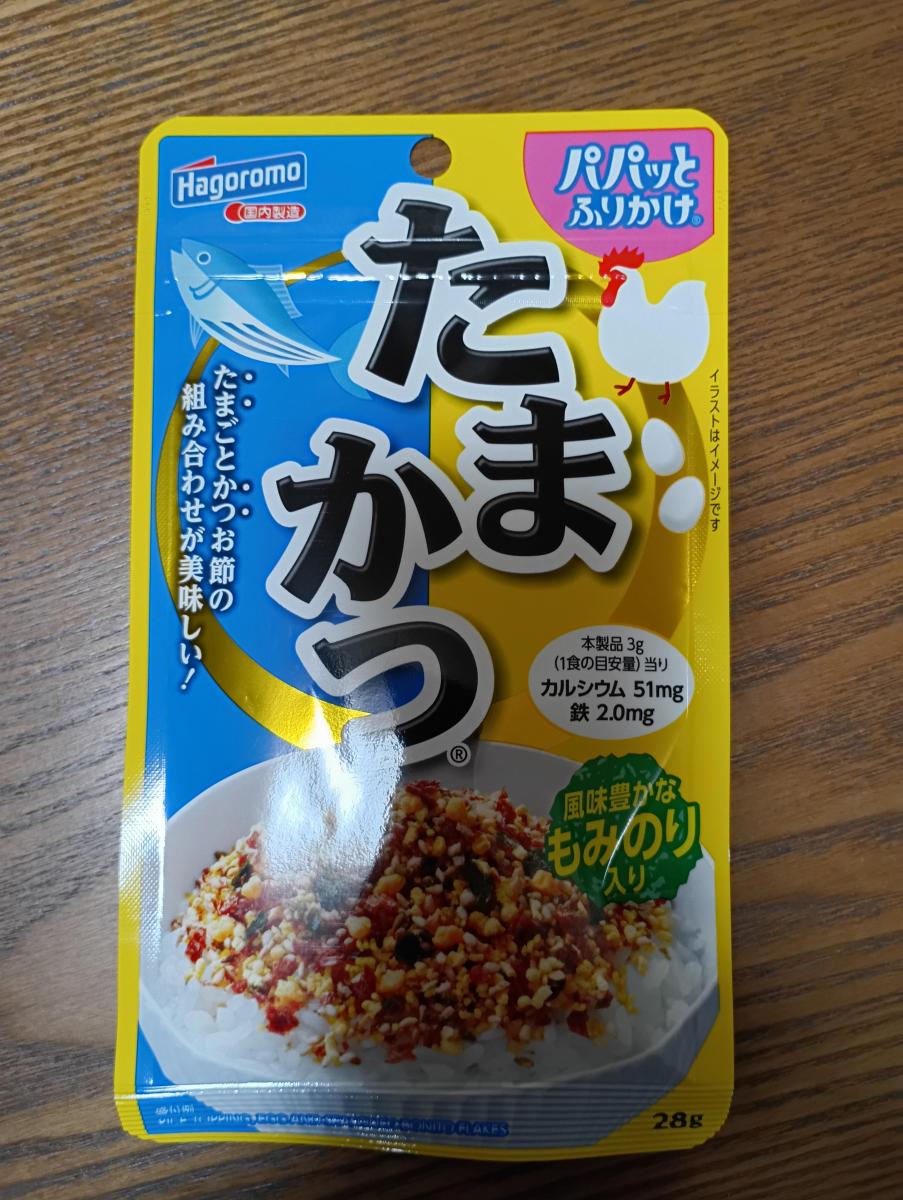 Hagoromo
国内製造
パパッと
ふりかけ®
たま
かつ®
たまごとかつお節の
組み合わせが美味しい！
イラストはイメージです
本製品 3g
(1食の目安量) 当り
カルシウム 51mg
鉄 2.0mg
風味豊かな
もみのり
入り
FLAKES
28g